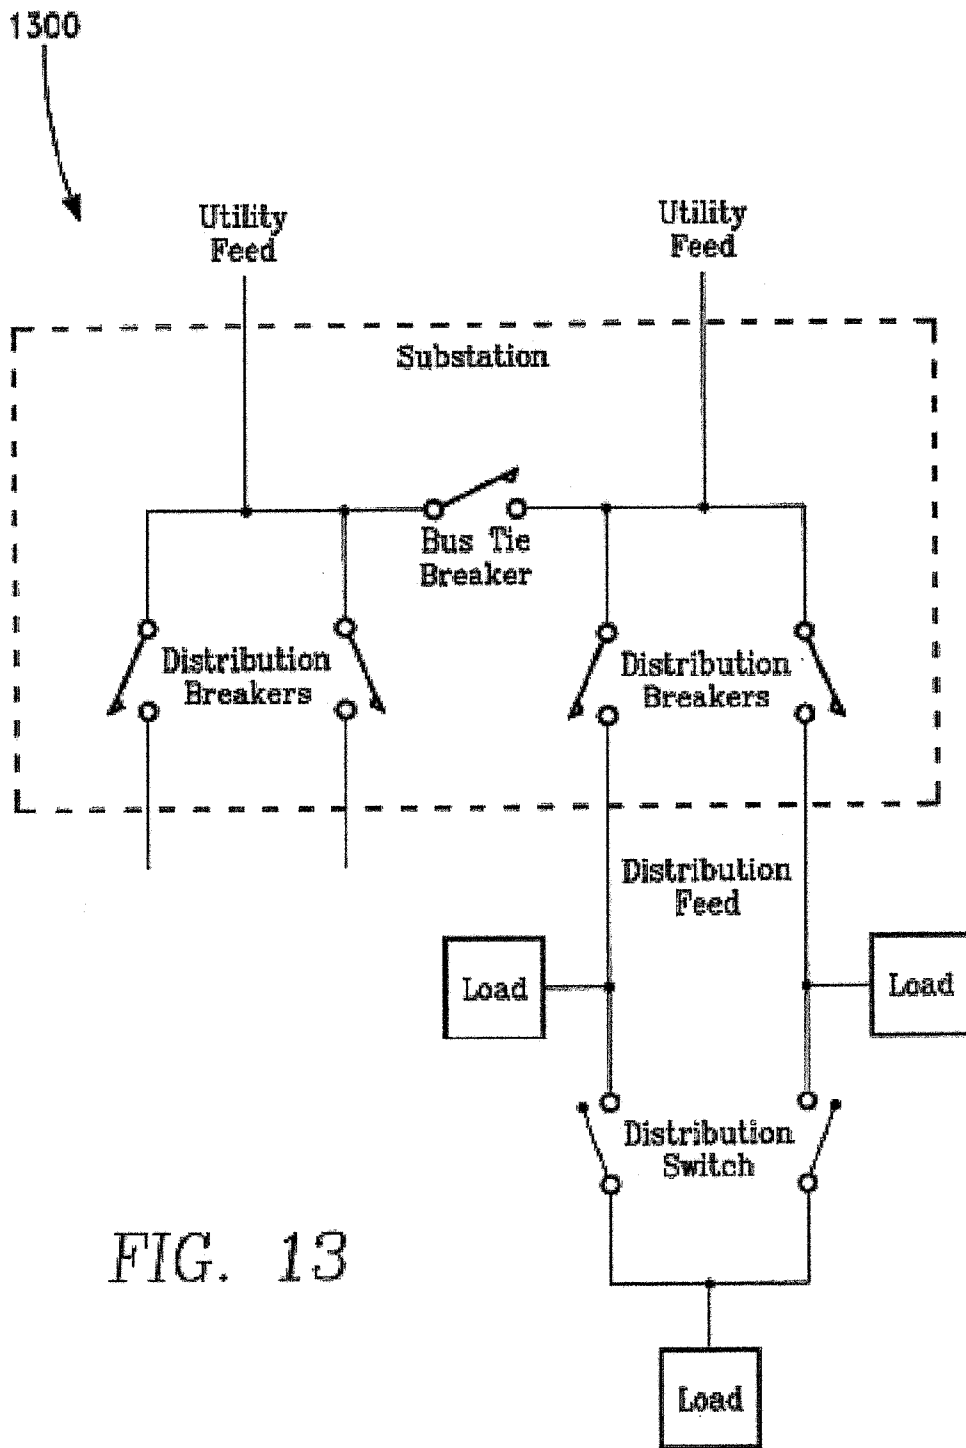 1300
Utility
Feed
Utility
Feed
Substation
Bus Tie
Breaker
Distribution
Breakers
Distribution
Breakers
Distribution
Feed
Load
Load
Distribution
Switch
FIG. 13
Load